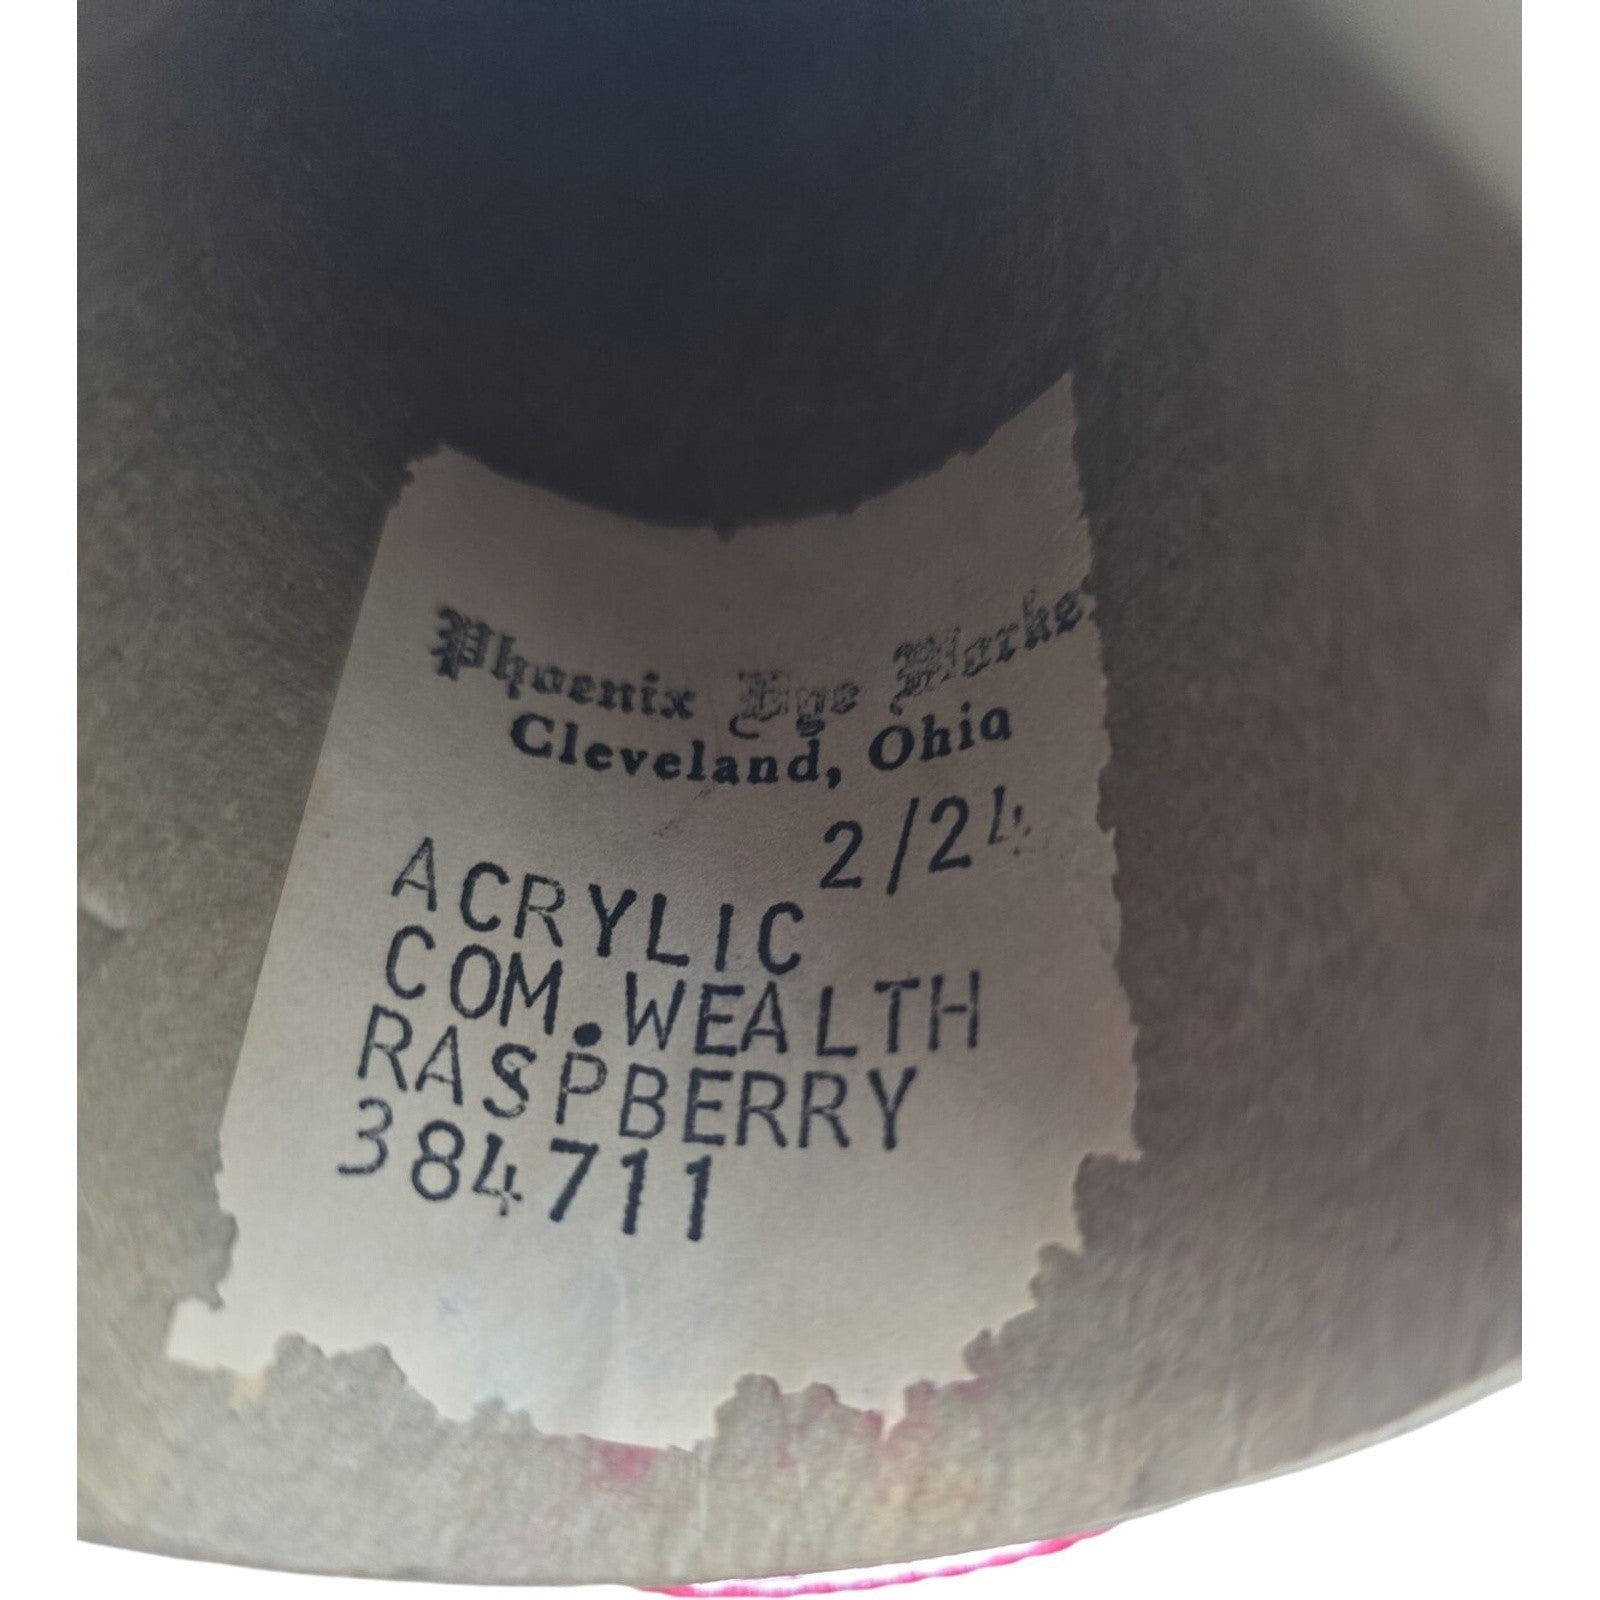 Phoenix Dye Works
Cleveland, Ohio
2/24
ACRYLIC
COM.WEALTH
RASPBERRY
384711